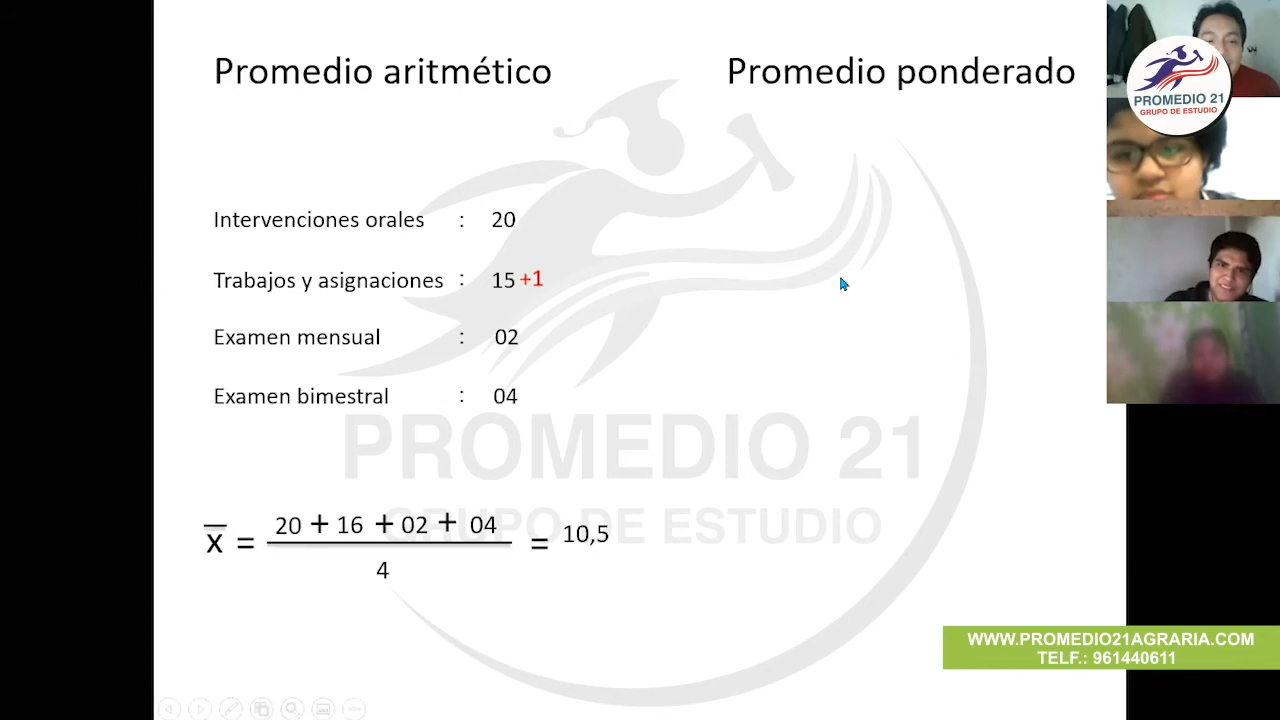 Promedio aritmético
Promedio ponderado
PROMEDIO 21
GRUPO DE ESTUDIO
Intervenciones orales : 20
Trabajos y asignaciones : 15 +1
Examen mensual : 02
Examen bimestral : 04
PROMEDIO 21
GRUPO DE ESTUDIO
x̅ = 20 + 16 + 02 + 04 = 10,5
4
WWW.PROMEDIO21AGRARIA.COM
TELF.: 961440611